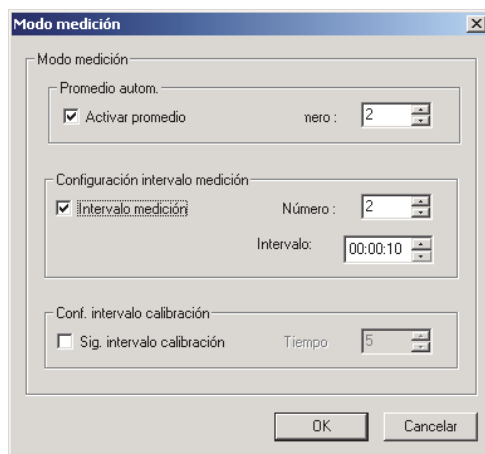 Modo medición
Modo medición
Promedio autom.
Activar promedio nero : 2
Configuración intervalo medición
Intervalo medición Número : 2
Intervalo: 00:00:10
Conf. intervalo calibración
Sig. intervalo calibración Tiempo 5
OK Cancelar